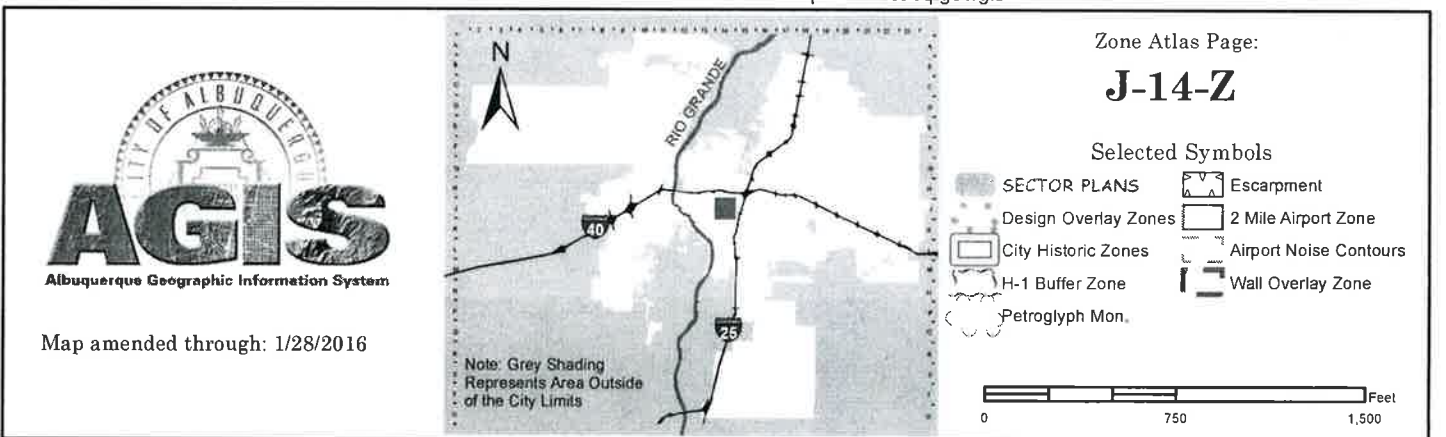 CITY OF ALBUQUERQUE
AGIS
Albuquerque Geographic Information System
Map amended through: 1/28/2016
N
RIO GRANDE
40
25
Note: Grey Shading
Represents Area Outside
of the City Limits
Zone Atlas Page:
J-14-Z
Selected Symbols
SECTOR PLANS
Escarpment
Design Overlay Zones
2 Mile Airport Zone
City Historic Zones
Airport Noise Contours
H-1 Buffer Zone
Wall Overlay Zone
Petroglyph Mon.
Feet
0 750 1,500